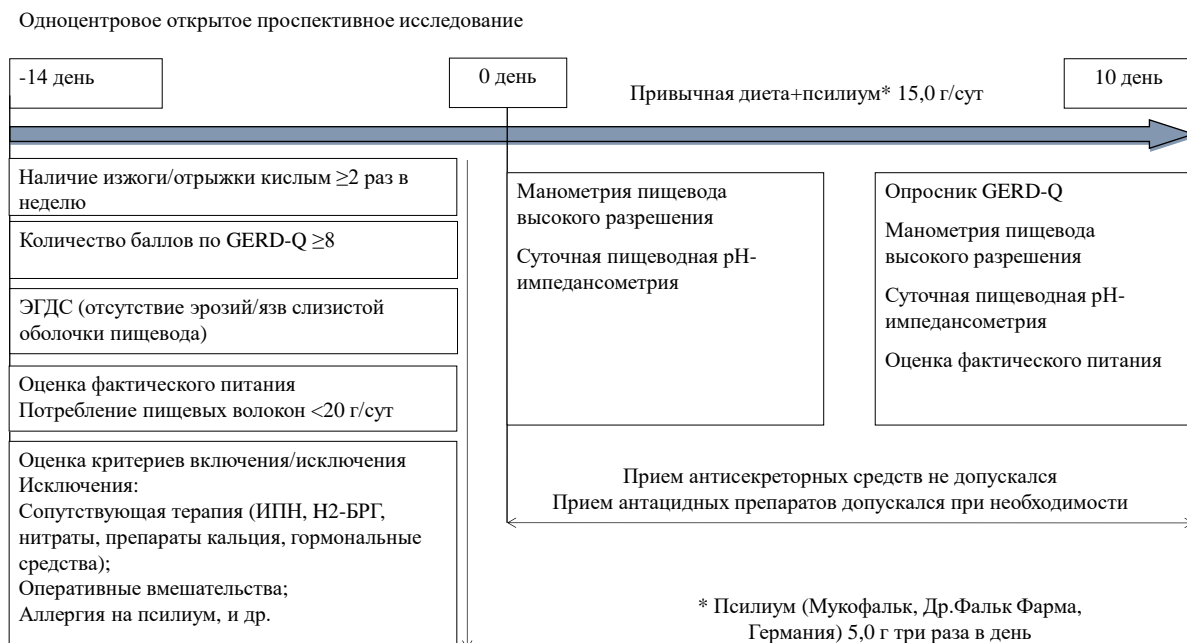 Одноцентровое открытое проспективное исследование
-14 день
0 день
10 день
Привычная диета+псилиум* 15,0 г/сут
Наличие изжоги/отрыжки кислым ≥2 раз в
неделю
Количество баллов по GERD-Q ≥8
ЭГДС (отсутствие эрозий/язв слизистой
оболочки пищевода)
Оценка фактического питания
Потребление пищевых волокон <20 г/сут
Оценка критериев включения/исключения
Исключения:
Сопутствующая терапия (ИПН, Н2-БРГ,
нитраты, препараты кальция, гормональные
средства);
Оперативные вмешательства;
Аллергия на псилиум, и др.
Манометрия пищевода
высокого разрешения
Суточная пищеводная рН-
импедансометрия
Опросник GERD-Q
Манометрия пищевода
высокого разрешения
Суточная пищеводная рН-
импедансометрия
Оценка фактического питания
Прием антисекреторных средств не допускался
Прием антацидных препаратов допускался при необходимости
* Псилиум (Мукофальк, Др.Фальк Фарма,
Германия) 5,0 г три раза в день